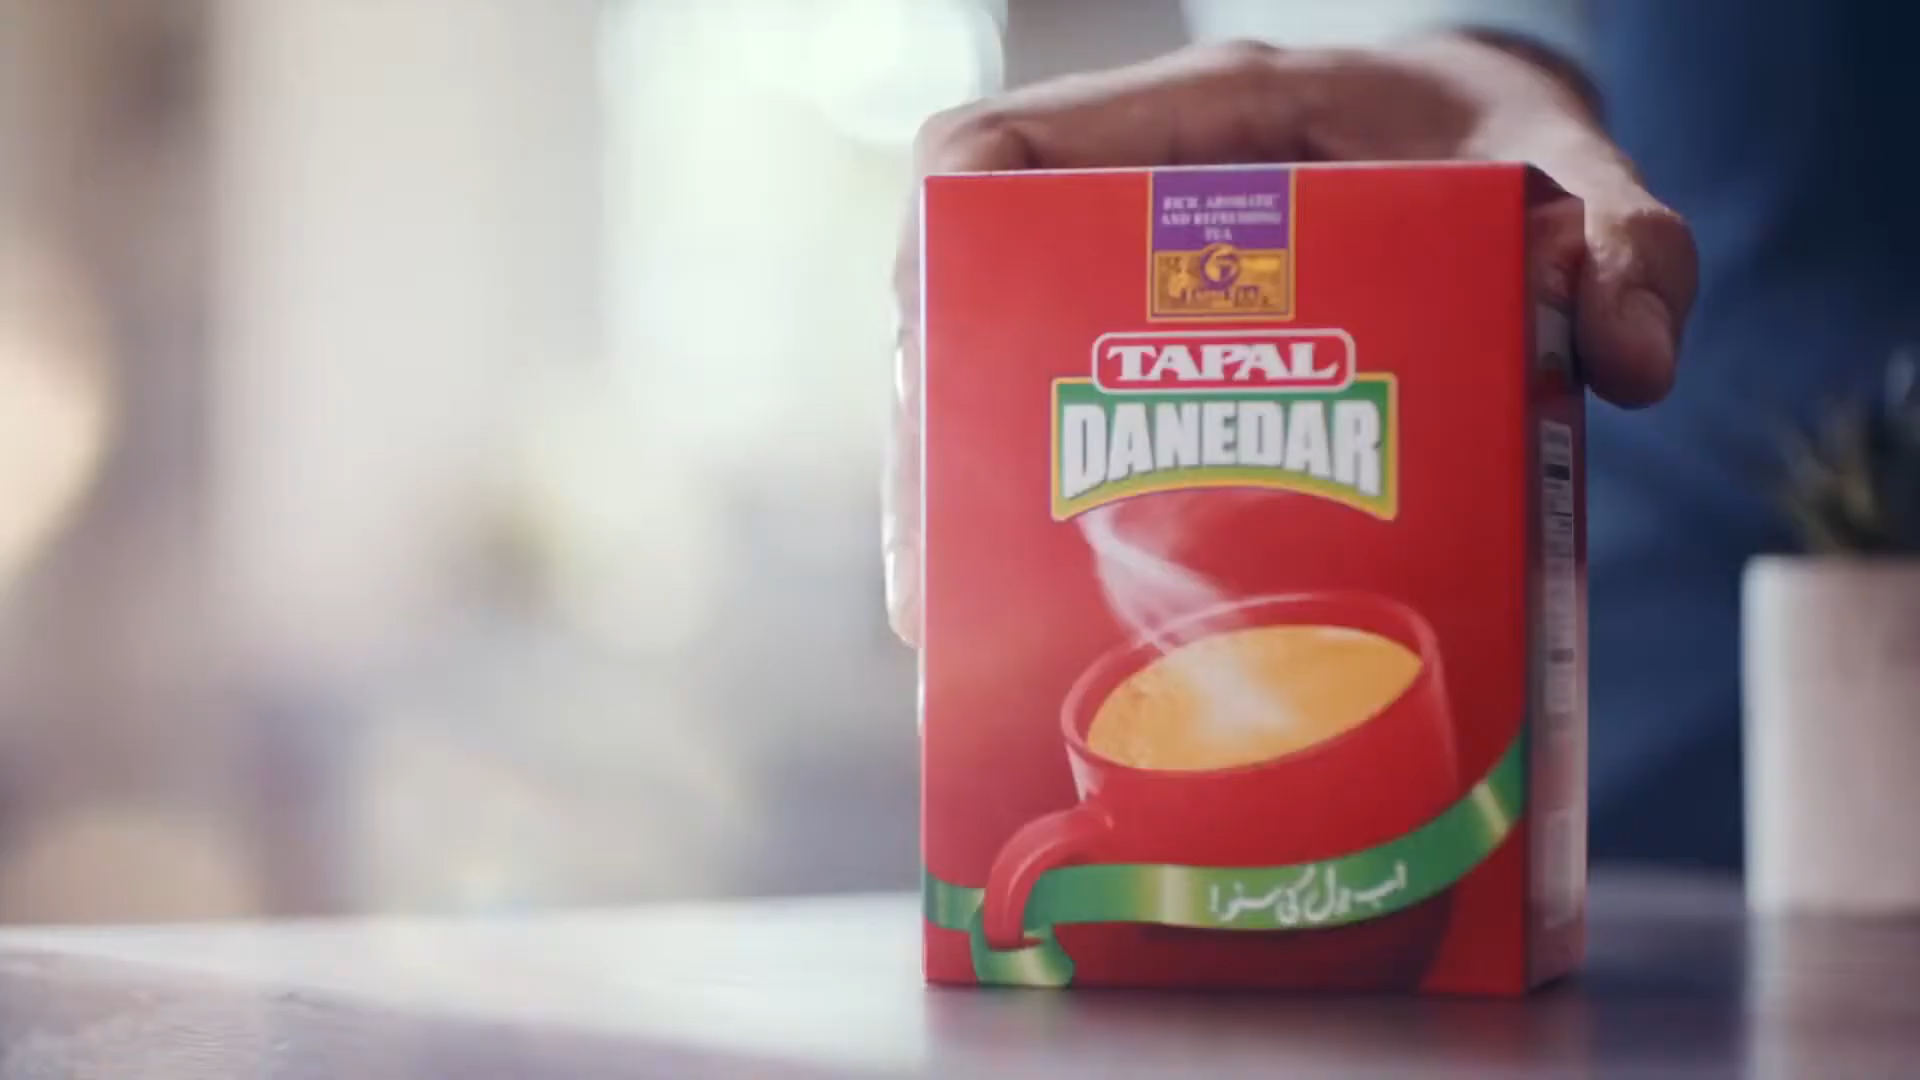 RICH, AROMATIC
AND REFRESHING
TEA
TAPAL
DANEDAR
اب دل کی سنو!